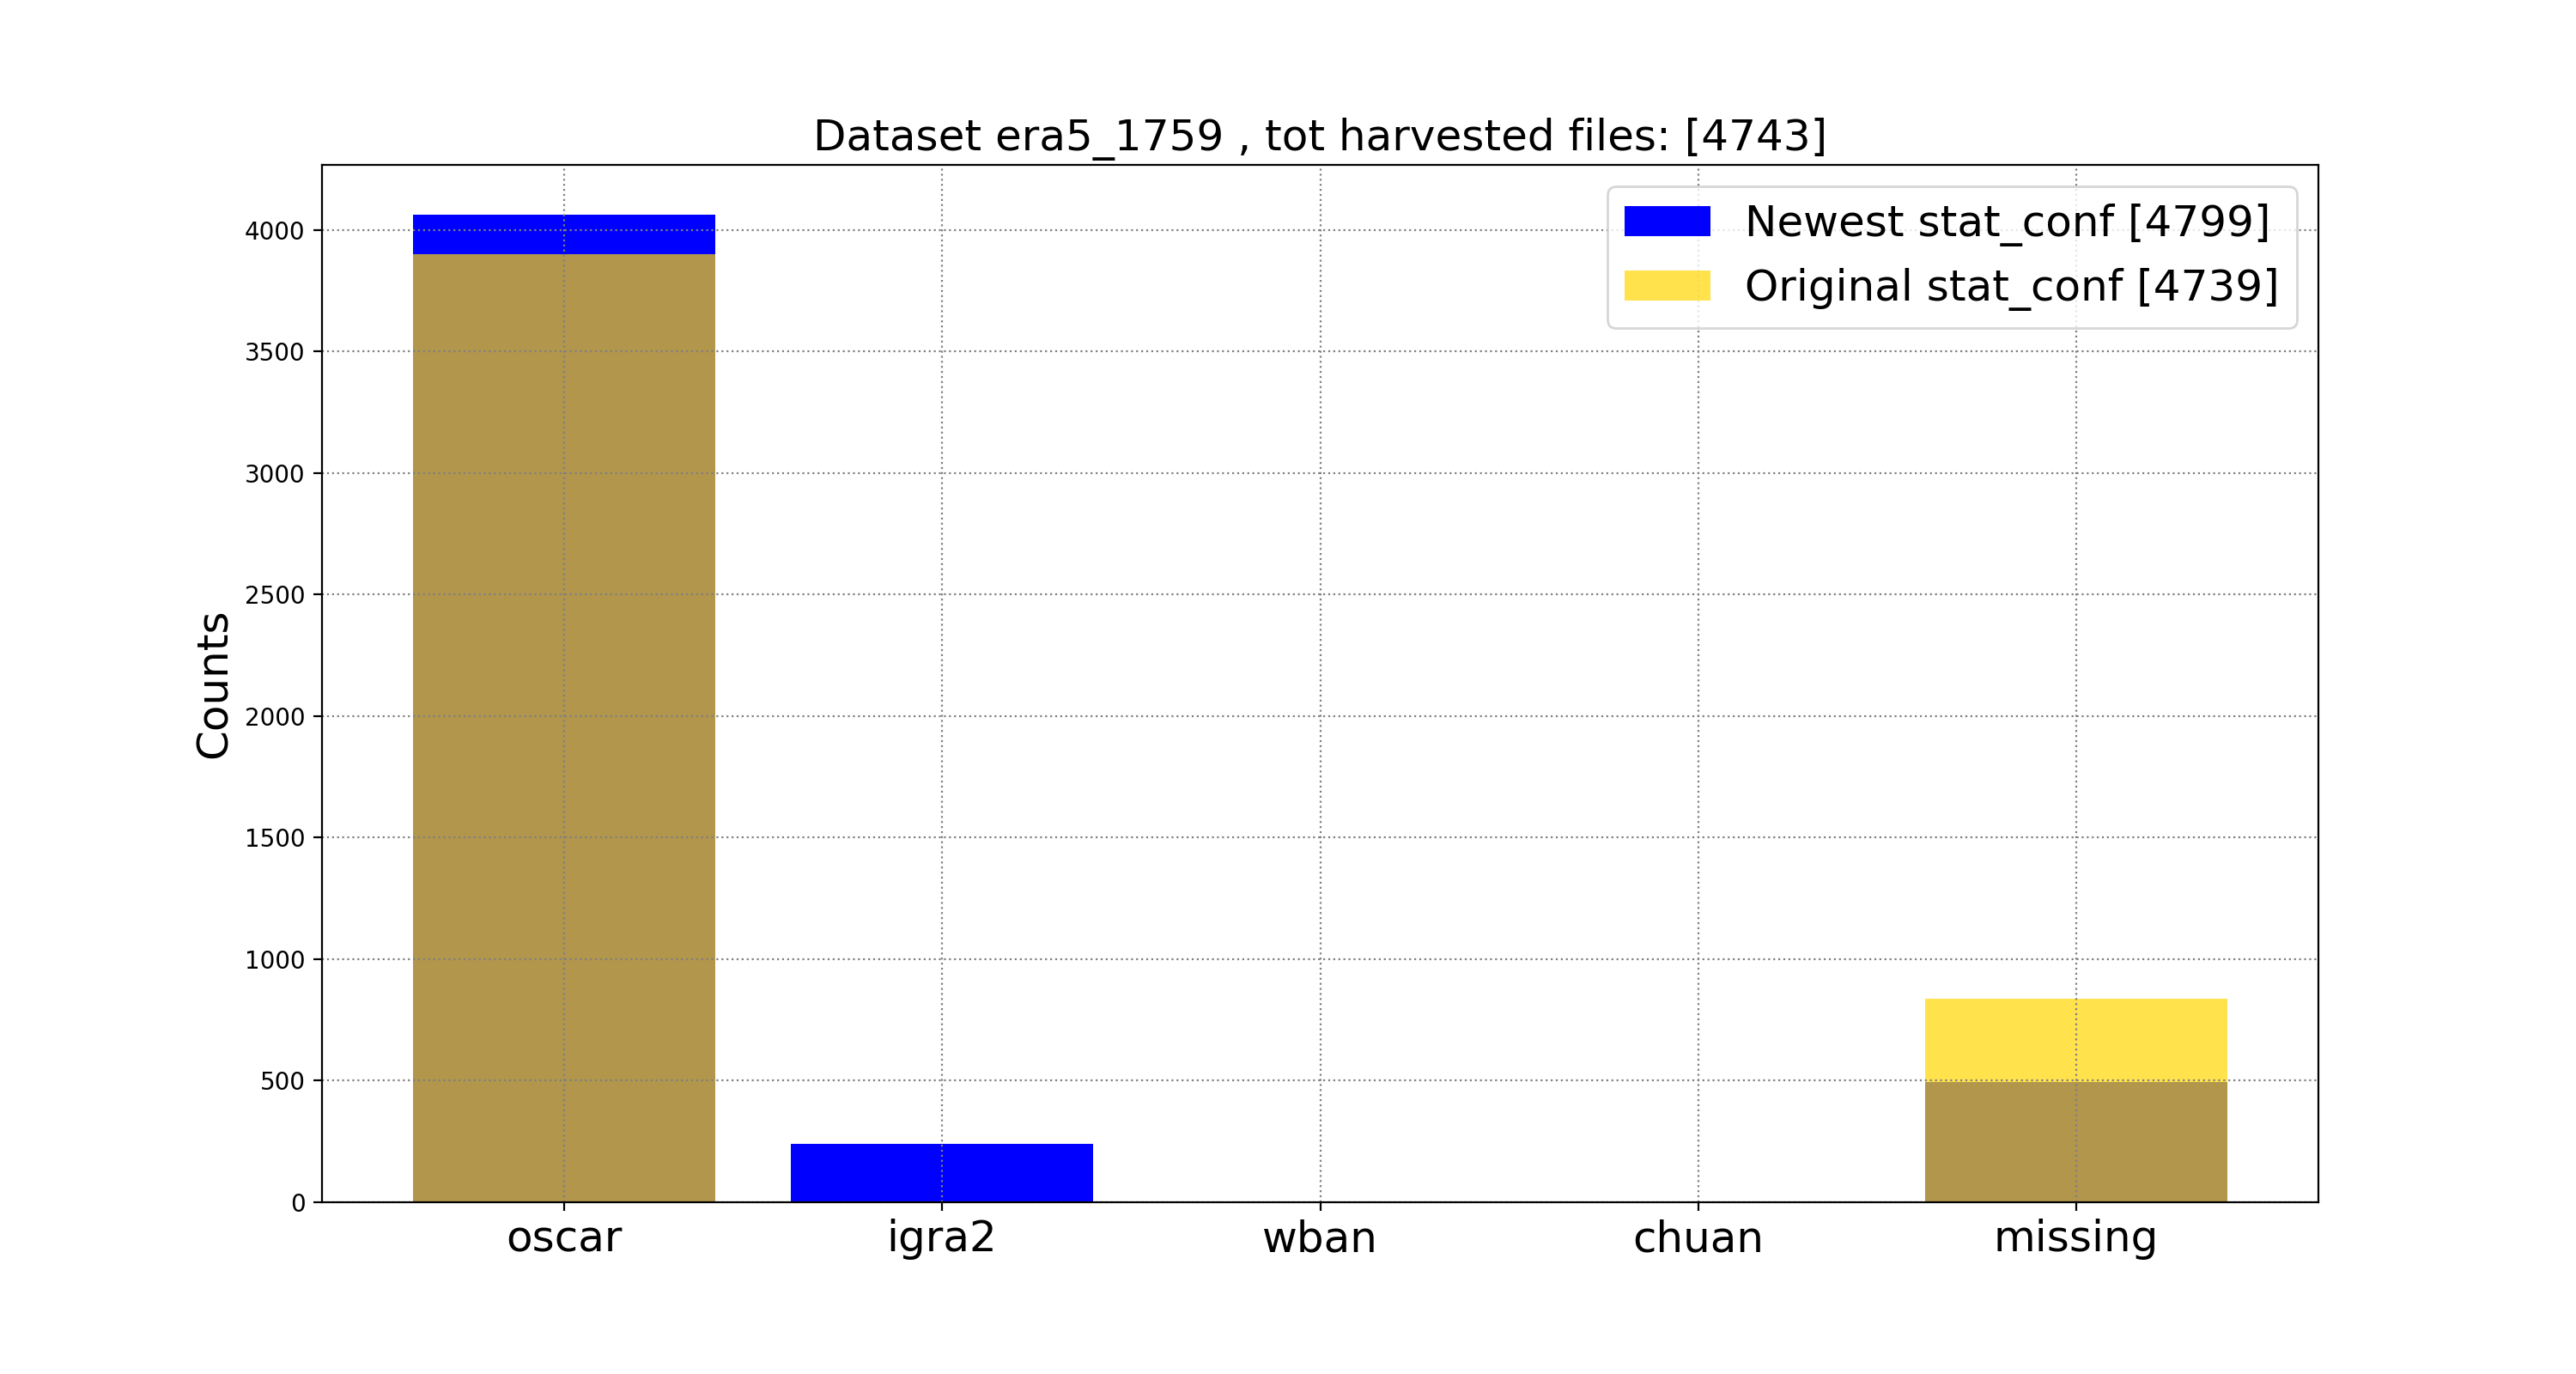 Dataset era5_1759 , tot harvested files: [4743]
Newest stat_conf [4799]
Original stat_conf [4739]
Counts
4000
3500
3000
2500
2000
1500
1000
500
0
oscar igra2 wban chuan missing